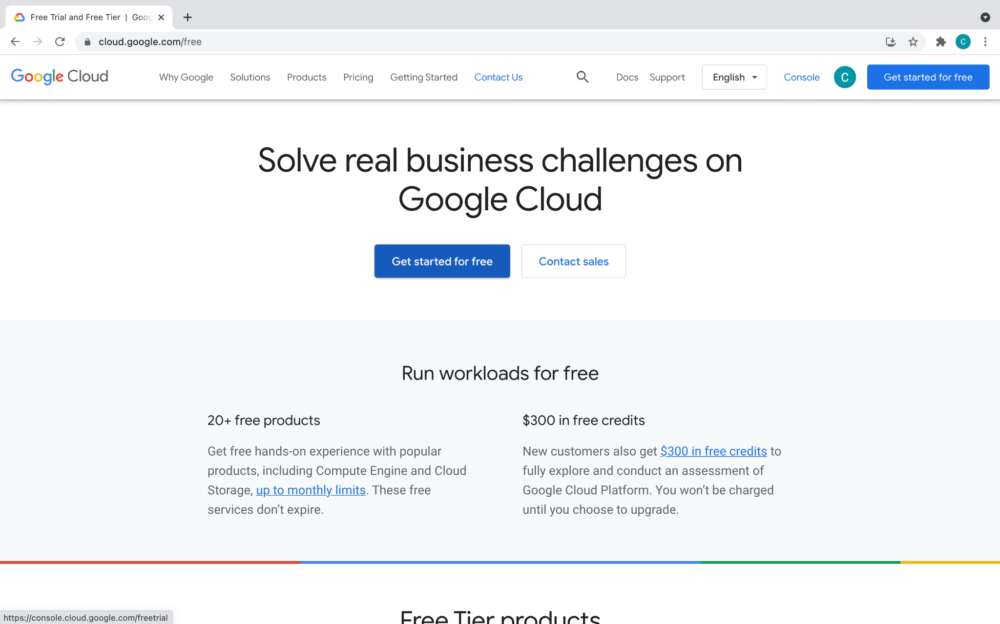 Free Trial and Free Tier | Goog
cloud.google.com/free
C
Google Cloud
Why Google
Solutions
Products
Pricing
Getting Started
Contact Us
Docs
Support
English
Console
C
Get started for free
Solve real business challenges on
Google Cloud
Get started for free
Contact sales
Run workloads for free
20+ free products
Get free hands-on experience with popular
products, including Compute Engine and Cloud
Storage, up to monthly limits. These free
services don’t expire.
$300 in free credits
New customers also get $300 in free credits to
fully explore and conduct an assessment of
Google Cloud Platform. You won’t be charged
until you choose to upgrade.
Free Tier products
https://console.cloud.google.com/freetrial